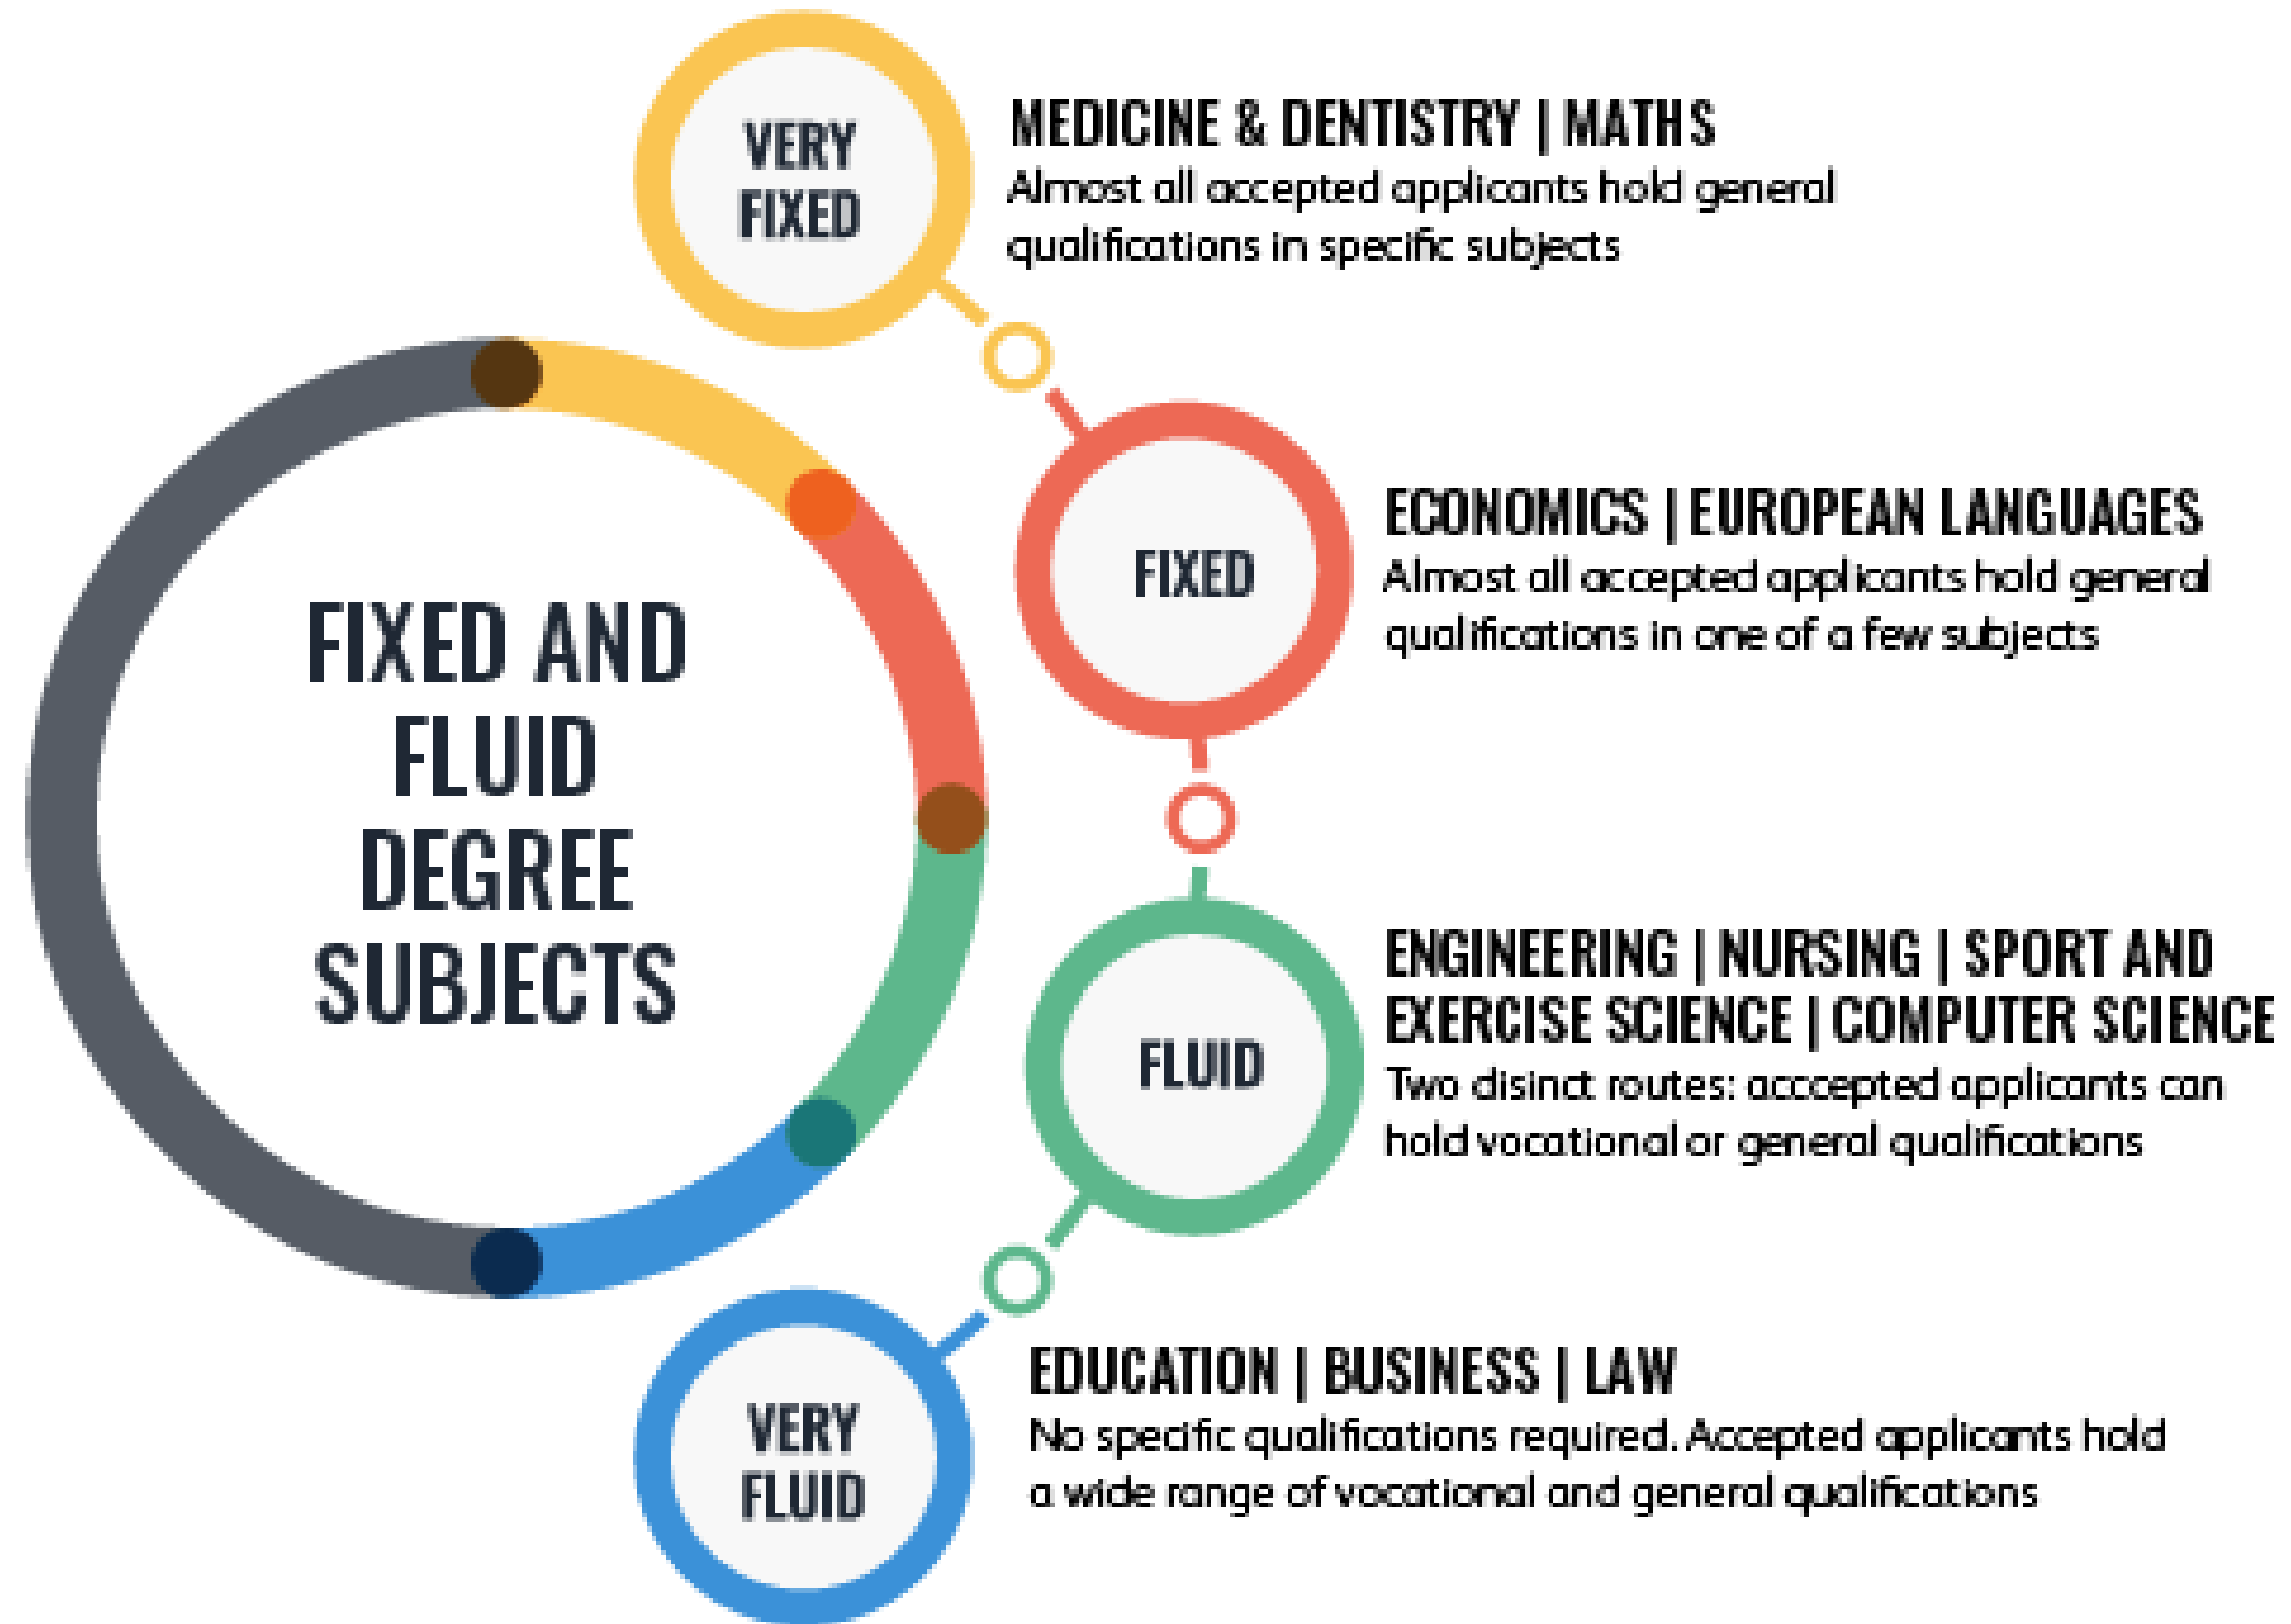 VERY
FIXED
MEDICINE & DENTISTRY | MATHS
Almost all accepted applicants hold general
qualifications in specific subjects
FIXED
ECONOMICS | EUROPEAN LANGUAGES
Almost all accepted applicants hold general
qualifications in one of a few subjects
FIXED AND
FLUID
DEGREE
SUBJECTS
FLUID
ENGINEERING | NURSING | SPORT AND
EXERCISE SCIENCE | COMPUTER SCIENCE
Two disinct routes: acccepted applicants can
hold vocational or general qualifications
VERY
FLUID
EDUCATION | BUSINESS | LAW
No specific qualifications required. Accepted applicants hold
a wide range of vocational and general qualifications